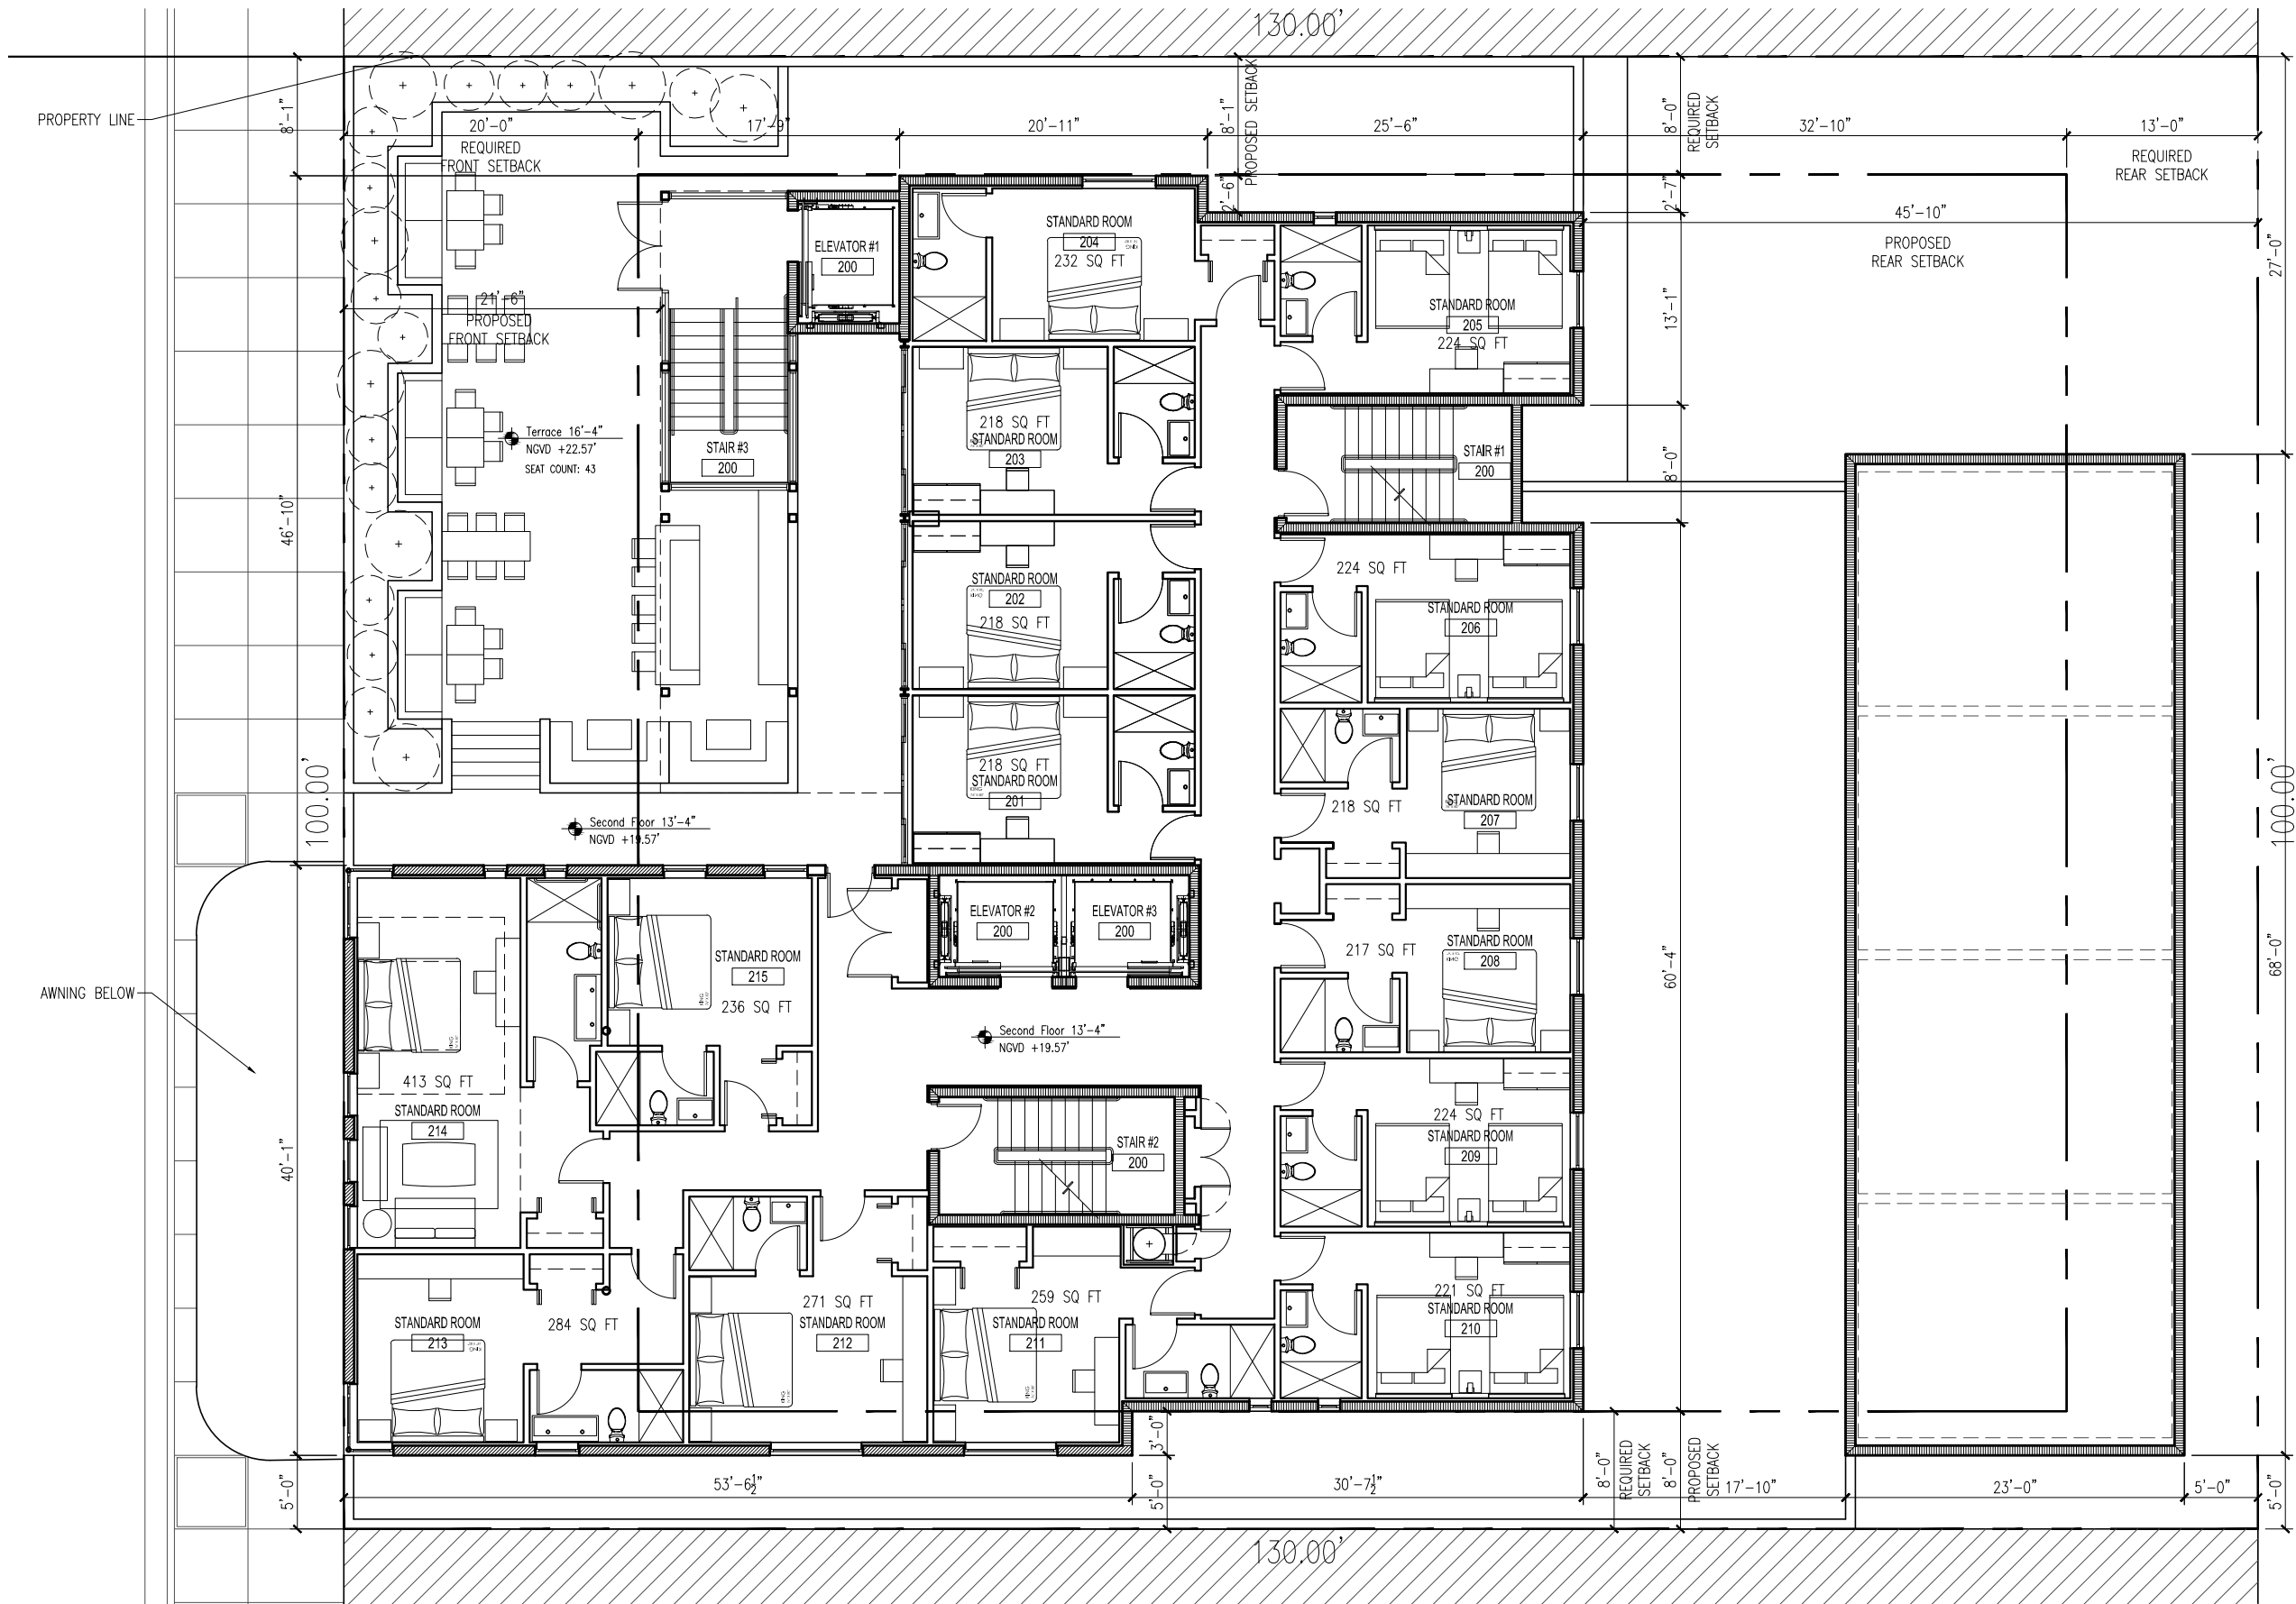 130.00'
PROPERTY LINE
8'-1"
20'-0"
REQUIRED
FRONT SETBACK
17'-9"
20'-11"
8'-1"
PROPOSED SETBACK
2'-6"
25'-6"
8'-0"
REQUIRED
SETBACK
2'-7"
32'-10"
13'-0"
REQUIRED
REAR SETBACK
45'-10"
PROPOSED
REAR SETBACK
27'-0"
21'-6"
PROPOSED
FRONT SETBACK
ELEVATOR #1
200
STANDARD ROOM
204
232 SQ FT
STANDARD ROOM
205
224 SQ FT
13'-1"
Terrace 16'-4"
NGVD +22.57'
SEAT COUNT: 43
STAIR #3
200
218 SQ FT
STANDARD ROOM
203
STAIR #1
200
8'-0"
46'-10"
STANDARD ROOM
202
218 SQ FT
224 SQ FT
STANDARD ROOM
206
218 SQ FT
STANDARD ROOM
KING
201
218 SQ FT
STANDARD ROOM
207
100.00'
100.00'
Second Floor 13'-4"
NGVD +19.57'
ELEVATOR #2
200
ELEVATOR #3
200
217 SQ FT
STANDARD ROOM
208
STANDARD ROOM
215
236 SQ FT
KING
60'-4"
68'-0"
AWNING BELOW
Second Floor 13'-4"
NGVD +19.57'
KING
413 SQ FT
STANDARD ROOM
214
40'-1"
STAIR #2
200
224 SQ FT
STANDARD ROOM
209
STANDARD ROOM
213
284 SQ FT
271 SQ FT
STANDARD ROOM
212
KING
259 SQ FT
STANDARD ROOM
211
KING
221 SQ FT
STANDARD ROOM
210
3'-0"
5'-0"
53'-6½"
5'-0"
30'-7½"
8'-0"
REQUIRED
SETBACK
8'-0"
PROPOSED
SETBACK
17'-10"
23'-0"
5'-0"
5'-0"
130.00'